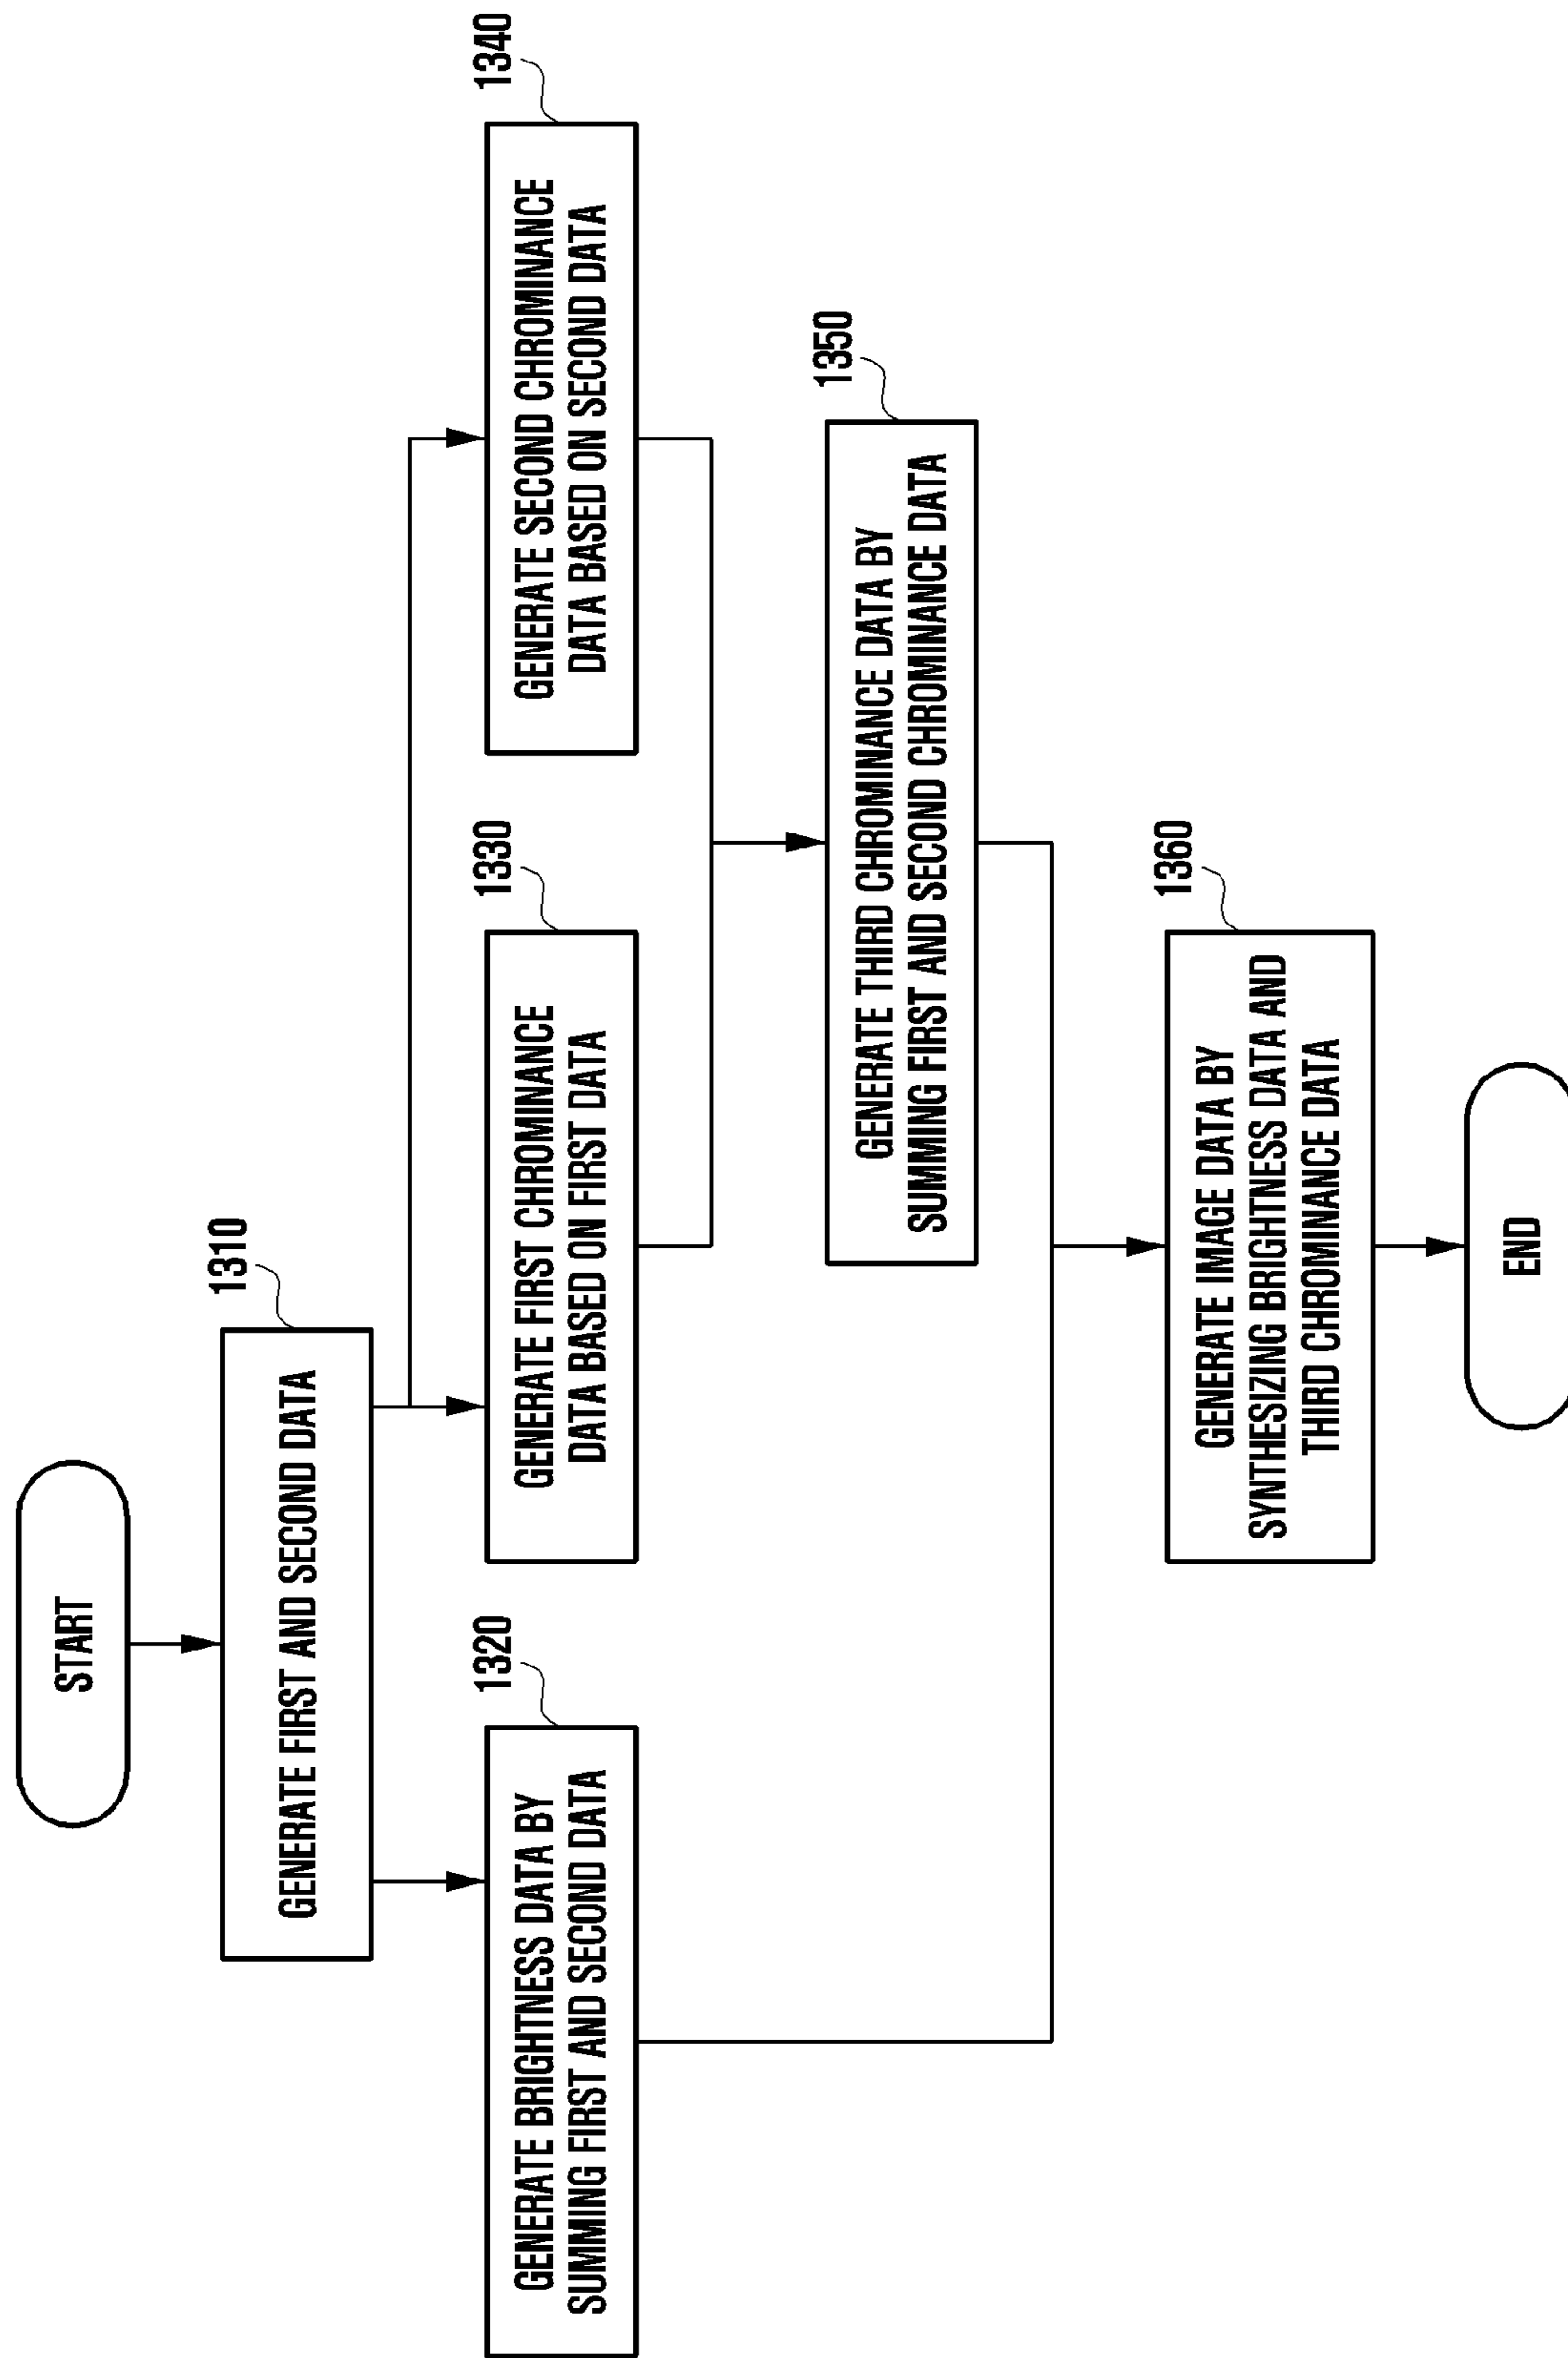 START
1310
GENERATE FIRST AND SECOND DATA
1320
GENERATE BRIGHTNESS DATA BY
SUMMING FIRST AND SECOND DATA
1330
GENERATE FIRST CHROMINANCE
DATA BASED ON FIRST DATA
1340
GENERATE SECOND CHROMINANCE
DATA BASED ON SECOND DATA
1350
GENERATE THIRD CHROMINANCE DATA BY
SUMMING FIRST AND SECOND CHROMINANCE DATA
1360
GENERATE IMAGE DATA BY
SYNTHESIZING BRIGHTNESS DATA AND
THIRD CHROMINANCE DATA
END